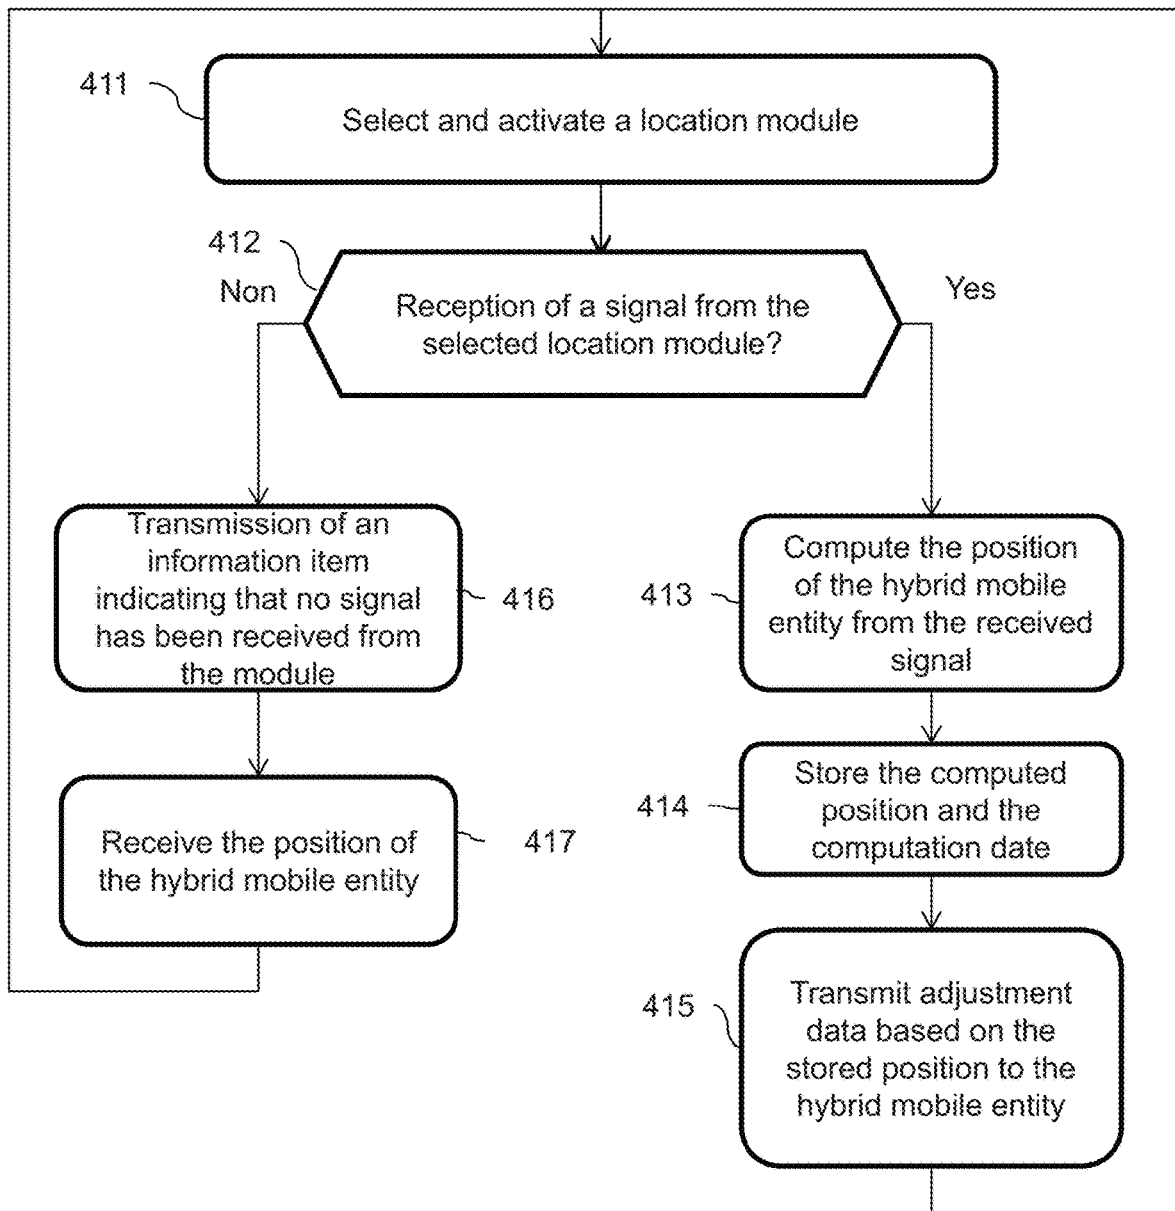 411
Select and activate a location module
412
Non
Yes
Reception of a signal from the
selected location module?
Transmission of an
information item
indicating that no signal
has been received from
the module
416
413
Compute the position
of the hybrid mobile
entity from the received
signal
414
Store the computed
position and the
computation date
Receive the position of
the hybrid mobile entity
417
415
Transmit adjustment
data based on the
stored position to the
hybrid mobile entity